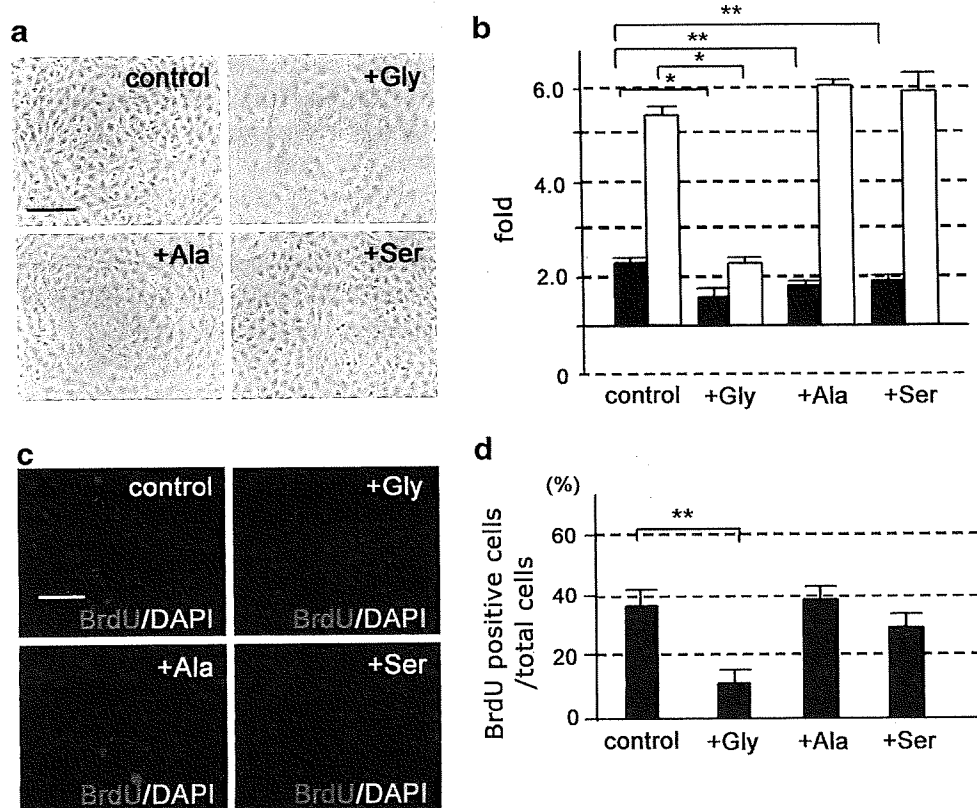 a
control
+Gly
+Ala
+Ser
b
**
**
*
*
6.0
4.0
2.0
0
fold
control
+Gly
+Ala
+Ser
c
control
BrdU/DAPI
+Gly
BrdU/DAPI
+Ala
BrdU/DAPI
+Ser
BrdU/DAPI
d
(%)
**
60
40
20
0
BrdU positive cells
/total cells
control
+Gly
+Ala
+Ser